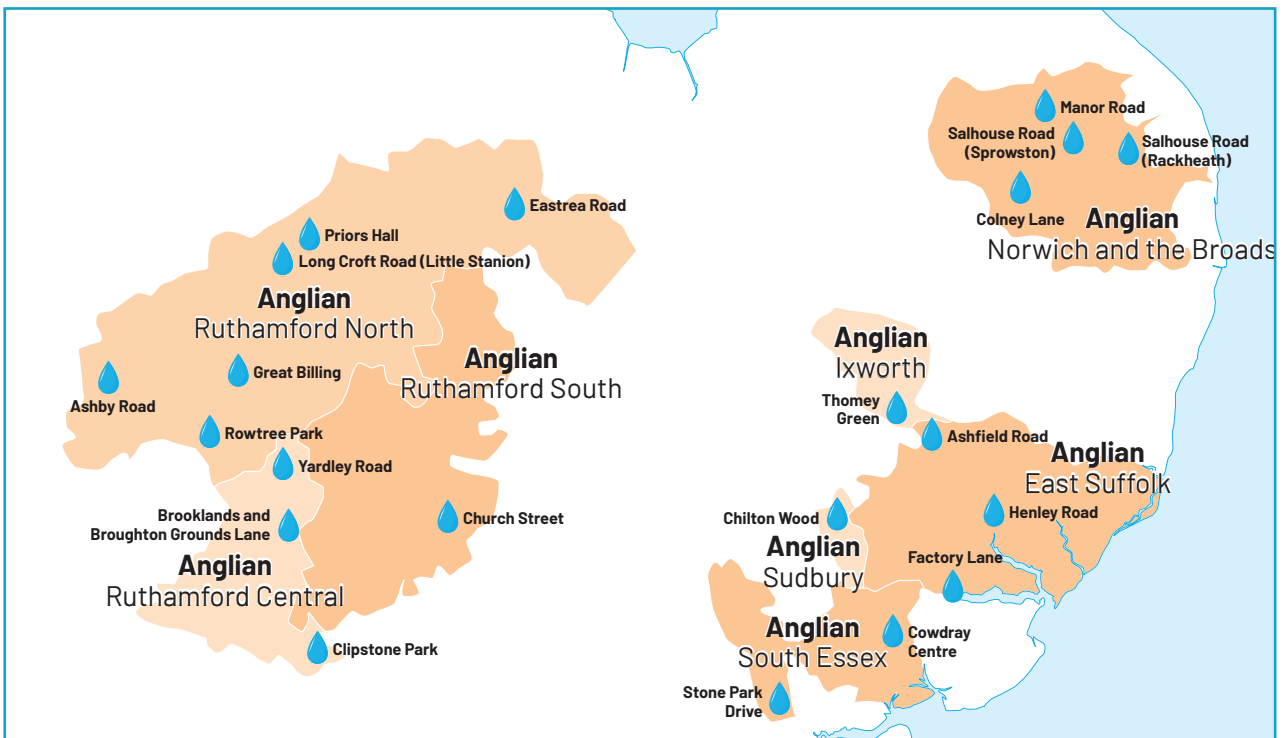 Manor Road
Salhouse Road
(Sprowston)
Salhouse Road
(Rackheath)
Colney Lane
Anglian
Norwich and the Broads
Eastrea Road
Priors Hall
Long Croft Road (Little Stanion)
Anglian
Ruthamford North
Anglian
Ruthamford South
Great Billing
Ashby Road
Rowtree Park
Yardley Road
Brooklands and
Broughton Grounds Lane
Church Street
Anglian
Ruthamford Central
Clipstone Park
Anglian
Ixworth
Thomey
Green
Ashfield Road
Anglian
East Suffolk
Henley Road
Chilton Wood
Anglian
Sudbury
Factory Lane
Anglian
South Essex
Cowdray
Centre
Stone Park
Drive